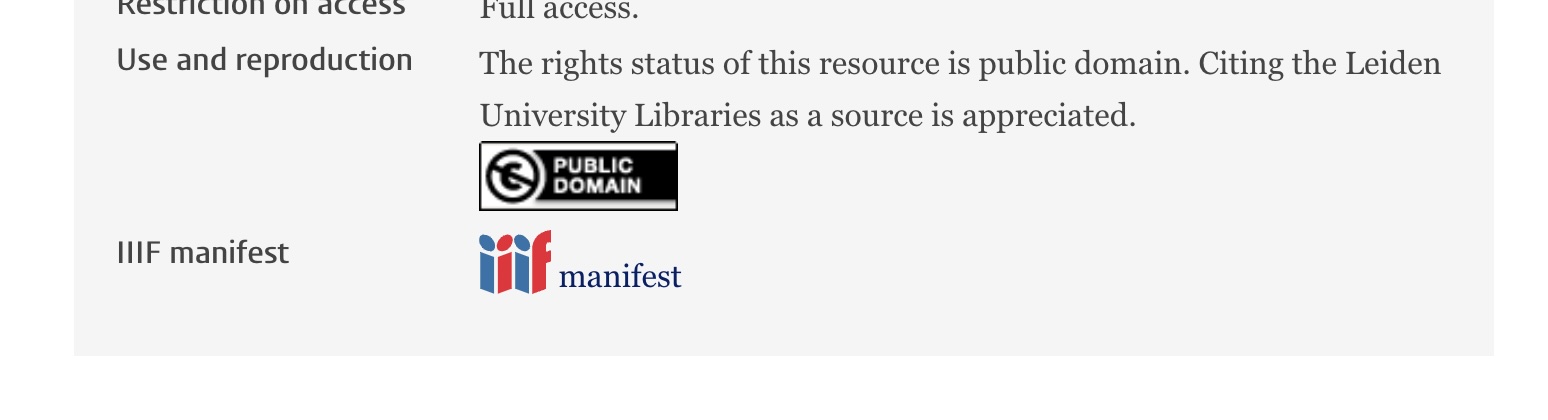 Restriction on access
Full access.
Use and reproduction
The rights status of this resource is public domain. Citing the Leiden
University Libraries as a source is appreciated.
PUBLIC
DOMAIN
IIIF manifest
iiif manifest